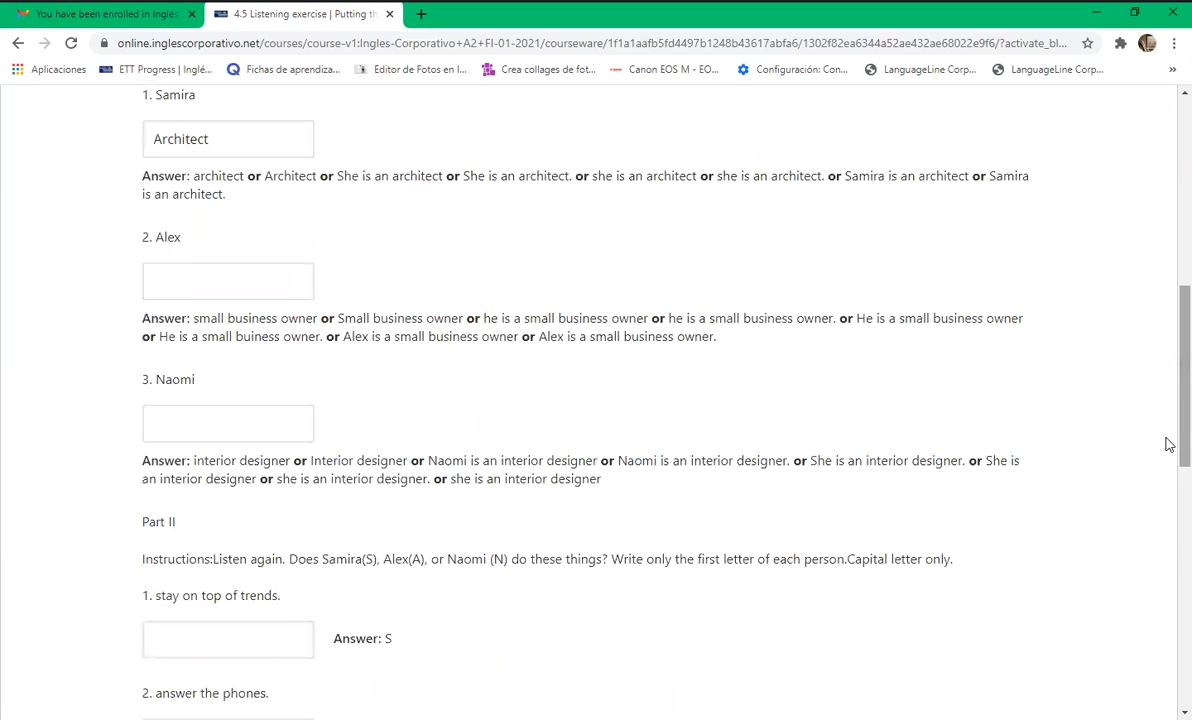 You have been enrolled in Inglés
4.5 Listening exercise | Putting th
online.inglescorporativo.net/courses/course-v1:Ingles-Corporativo+A2+FI-01-2021/courseware/1f1a1aafb5fd4497b1248b43617abfa6/1302f82ea6344a52ae432ae68022e9f6/?activate_bl...
Aplicaciones
ETT Progress | Inglé...
Fichas de aprendiza...
Editor de Fotos en l...
Crea collages de fot...
Canon EOS M - EO...
Configuración: Con...
LanguageLine Corp...
LanguageLine Corp...
»
1. Samira
Architect
Answer: architect or Architect or She is an architect or She is an architect. or she is an architect or she is an architect. or Samira is an architect or Samira
is an architect.
2. Alex
Answer: small business owner or Small business owner or he is a small business owner or he is a small business owner. or He is a small business owner
or He is a small buiness owner. or Alex is a small business owner or Alex is a small business owner.
3. Naomi
Answer: interior designer or Interior designer or Naomi is an interior designer or Naomi is an interior designer. or She is an interior designer. or She is
an interior designer or she is an interior designer. or she is an interior designer
Part II
Instructions:Listen again. Does Samira(S), Alex(A), or Naomi (N) do these things? Write only the first letter of each person.Capital letter only.
1. stay on top of trends.
Answer: S
2. answer the phones.